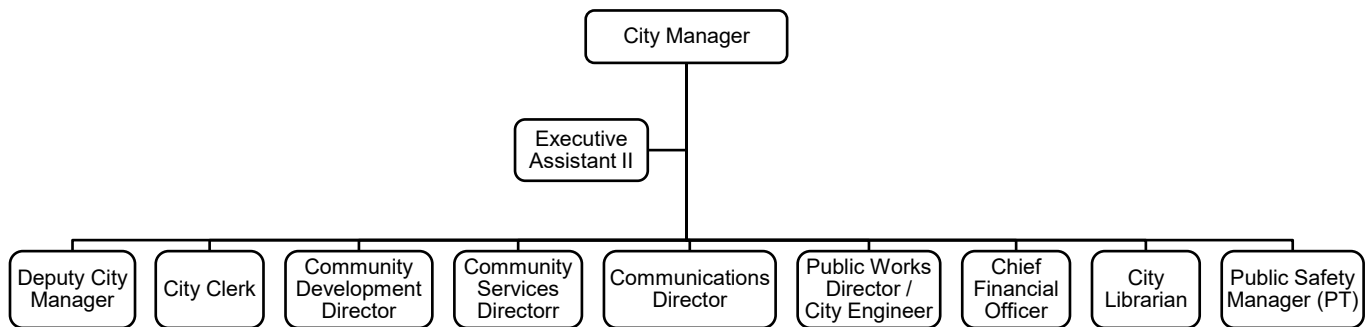 City Manager
Executive
Assistant II
Deputy City
Manager
City Clerk
Community
Development
Director
Community
Services
Directorr
Communications
Director
Public Works
Director /
City Engineer
Chief
Financial
Officer
City
Librarian
Public Safety
Manager (PT)